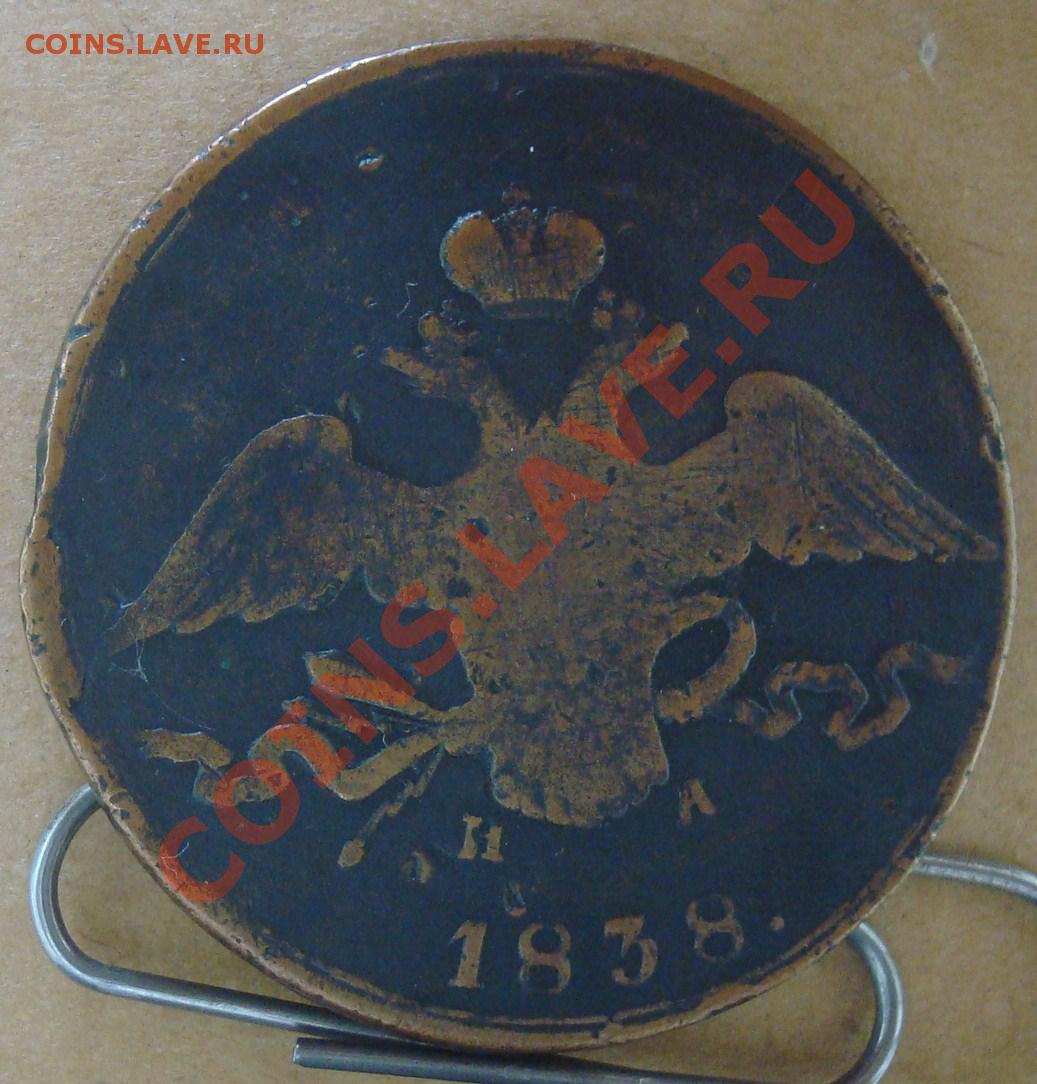 COINS.LAVE.RU
COINS.LAVE.RU
Н А
1838.